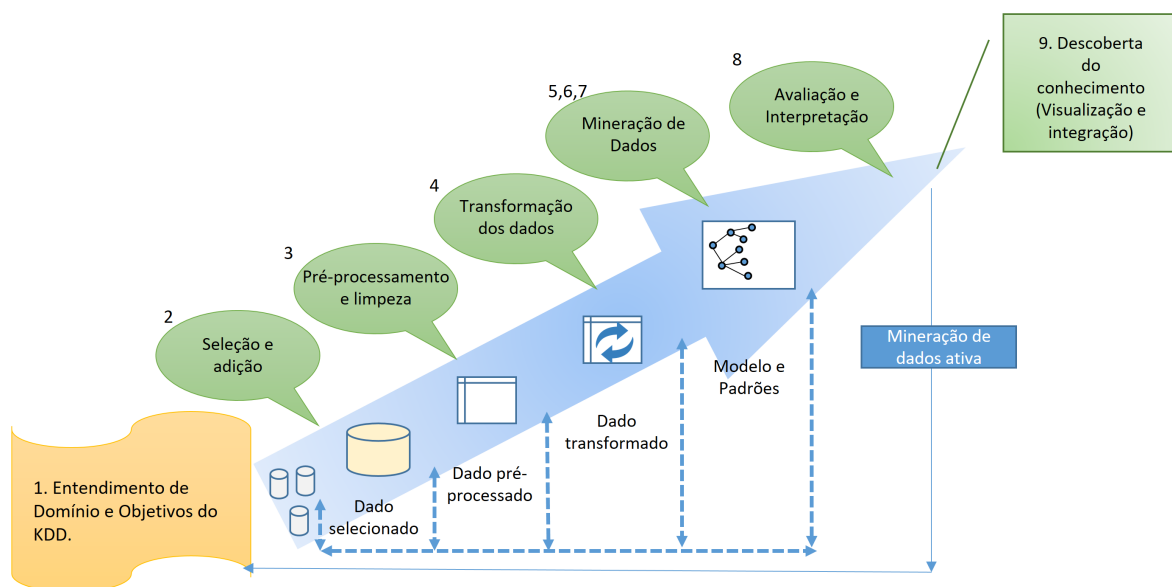 8
9. Descoberta
do
conhecimento
(Visualização e
integração)
Avaliação e
Interpretação
5,6,7
Mineração de
Dados
4
Transformação
dos dados
3
Pré-processamento
e limpeza
2
Seleção e
adição
Mineração de
dados ativa
Modelo e
Padrões
Dado
transformado
Dado pré-
processado
Dado
selecionado
1. Entendimento de
Domínio e Objetivos do
KDD.